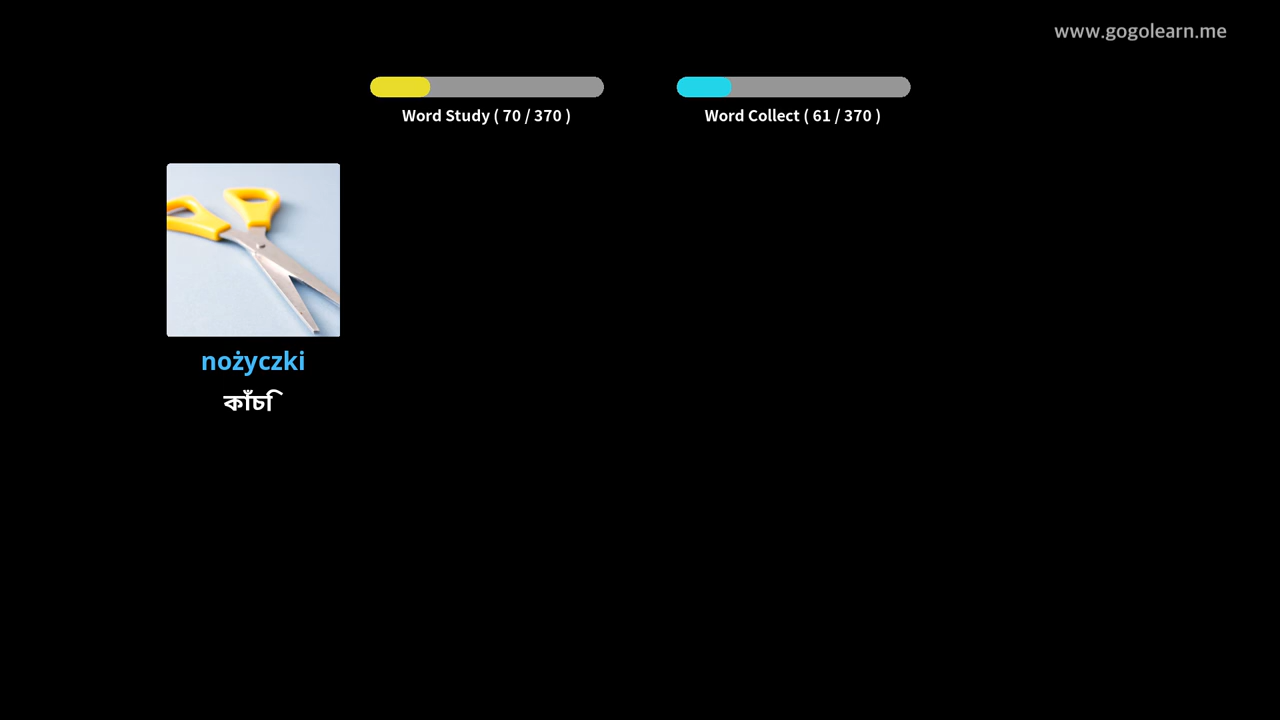 www.gogolearn.me
Word Study ( 70 / 370 )
Word Collect ( 61 / 370 )
nożyczki
কাঁচি